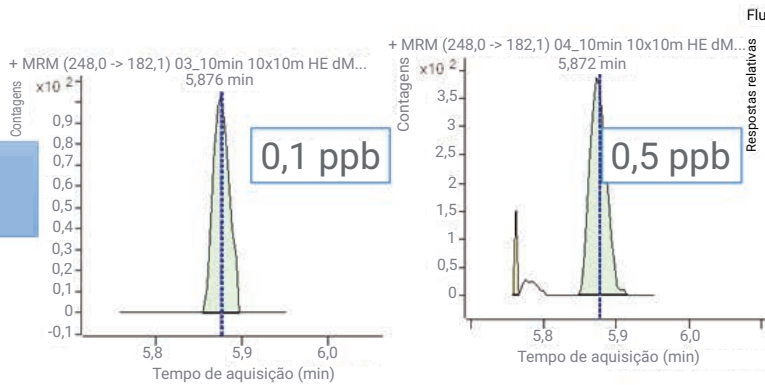 Flu
+ MRM (248,0 -> 182,1) 03_10min 10x10m HE dM...
5,876 min
x10 2
Contagens
0,9
0,8
0,7
0,6
0,5
0,4
0,3
0,2
0,1
0
-0,1
0,1 ppb
5,8
5,9
6,0
Tempo de aquisição (min)
+ MRM (248,0 -> 182,1) 04_10min 10x10m HE dM...
5,872 min
x10 2
Contagens
3,5
3
2,5
2
1,5
1
0,5
0
0,5 ppb
5,8
5,9
6,0
Tempo de aquisição (min)
Respostas relativas